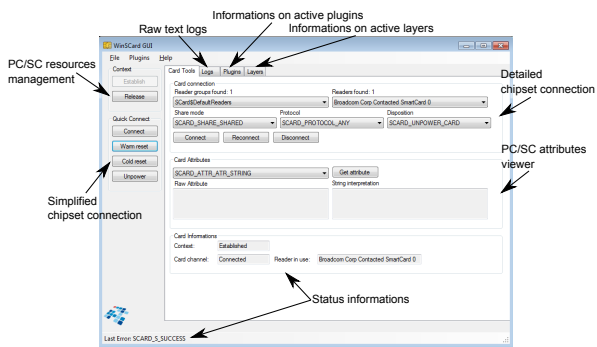 Informations on active plugins
Raw text logs
Informations on active layers
PC/SC resources
management
Simplified
chipset connection
Detailed
chipset connection
PC/SC attributes
viewer
Status informations
WinSCard GUI
File Plugins Help
Context
Establish
Release
Quick Connect
Connect
Warm reset
Cold reset
Unpower
Card Tools Logs Plugins Layers
Card connection
Reader groups found: 1 Readers found: 1
SCard$DefaultReaders Broadcom Corp Contacted SmartCard 0
Share mode Protocol Disposition
SCARD_SHARE_SHARED SCARD_PROTOCOL_ANY SCARD_UNPOWER_CARD
Connect Reconnect Disconnect
Card Attributes
SCARD_ATTR_ATR_STRING Get attribute
Raw Attribute String interpretation
Card Informations
Context: Established
Card channel: Connected Reader in use: Broadcom Corp Contacted SmartCard 0
Last Error: SCARD_S_SUCCESS